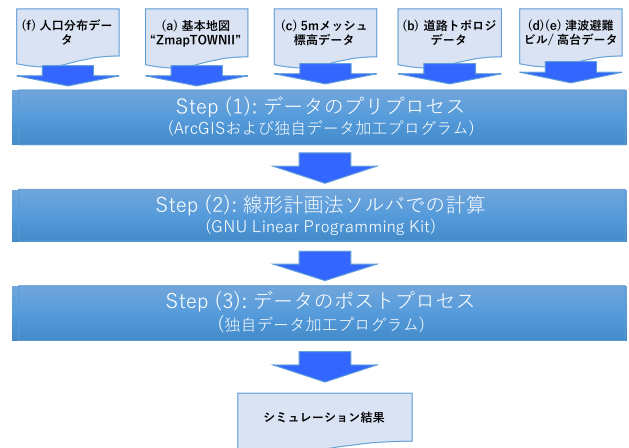 (f) 人口分布デー
タ
(a) 基本地図
“ZmapTOWNII”
(c) 5mメッシュ
標高データ
(b) 道路トポロジ
データ
(d)(e) 津波避難
ビル/ 高台データ
Step (1): データのプリプロセス
(ArcGISおよび独自データ加工プログラム)
Step (2): 線形計画法ソルバでの計算
(GNU Linear Programming Kit)
Step (3): データのポストプロセス
(独自データ加工プログラム)
シミュレーション結果